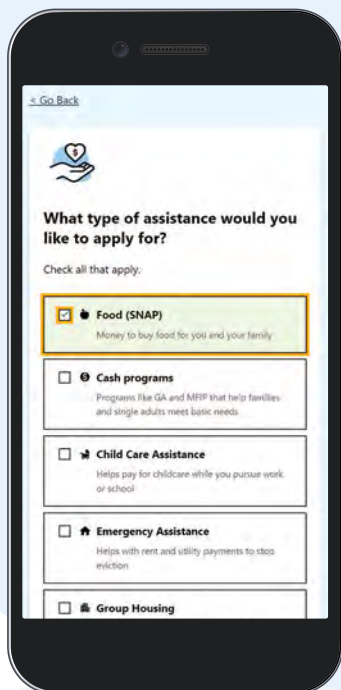 < Go Back
What type of assistance would you
like to apply for?
Check all that apply.
Food (SNAP)
Money to buy food for you and your family
Cash programs
Programs like GA and MFIP that help families
and single adults meet basic needs
Child Care Assistance
Helps pay for childcare while you pursue work
or school
Emergency Assistance
Helps with rent and utility payments to stop
eviction
Group Housing